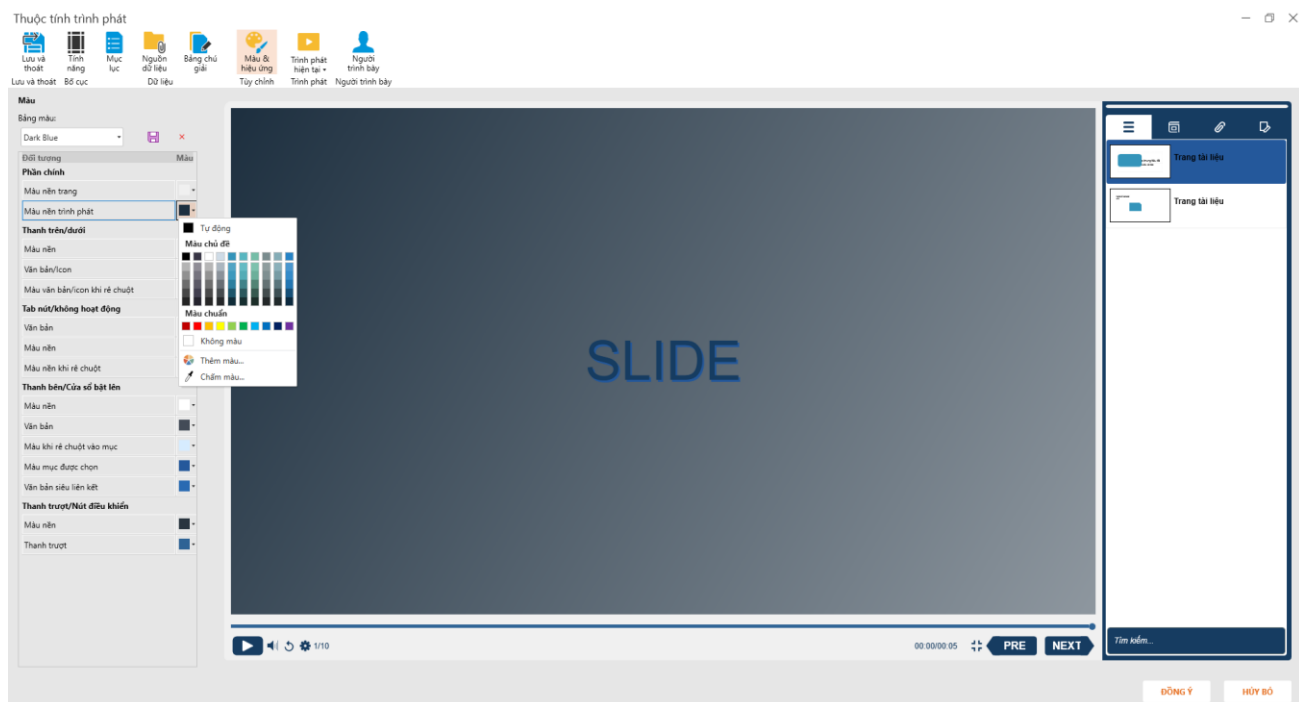 Thuộc tính trình phát
Lưu và thoát
Tính năng
Mục lục
Nguồn dữ liệu
Bảng chú giải
Màu & hiệu ứng
Trình phát hiện tại
Người trình bày
Lưu và thoát
Bố cục
Dữ liệu
Tùy chỉnh
Trình phát
Người trình bày
Màu
Bảng màu:
Dark Blue
Đối tượng Màu
Phần chính
Màu nền trang
Màu nền trình phát
Thanh trên/dưới
Màu nền
Văn bản/Icon
Màu văn bản/icon khi rê chuột
Tab nút/không hoạt động
Văn bản
Màu nền
Màu nền khi rê chuột
Thanh bên/Cửa sổ bật lên
Màu nền
Văn bản
Màu khi rê chuột vào mục
Màu mục được chọn
Văn bản siêu liên kết
Thanh trượt/Nút điều khiển
Màu nền
Thanh trượt
Tự động
Màu chủ đề
Màu chuẩn
Không màu
Thêm màu...
Chấm màu...
SLIDE
1/10
00:00/00:05
PRE
NEXT
Trang tài liệu
Trang tài liệu
Tìm kiếm...
ĐỒNG Ý
HỦY BỎ